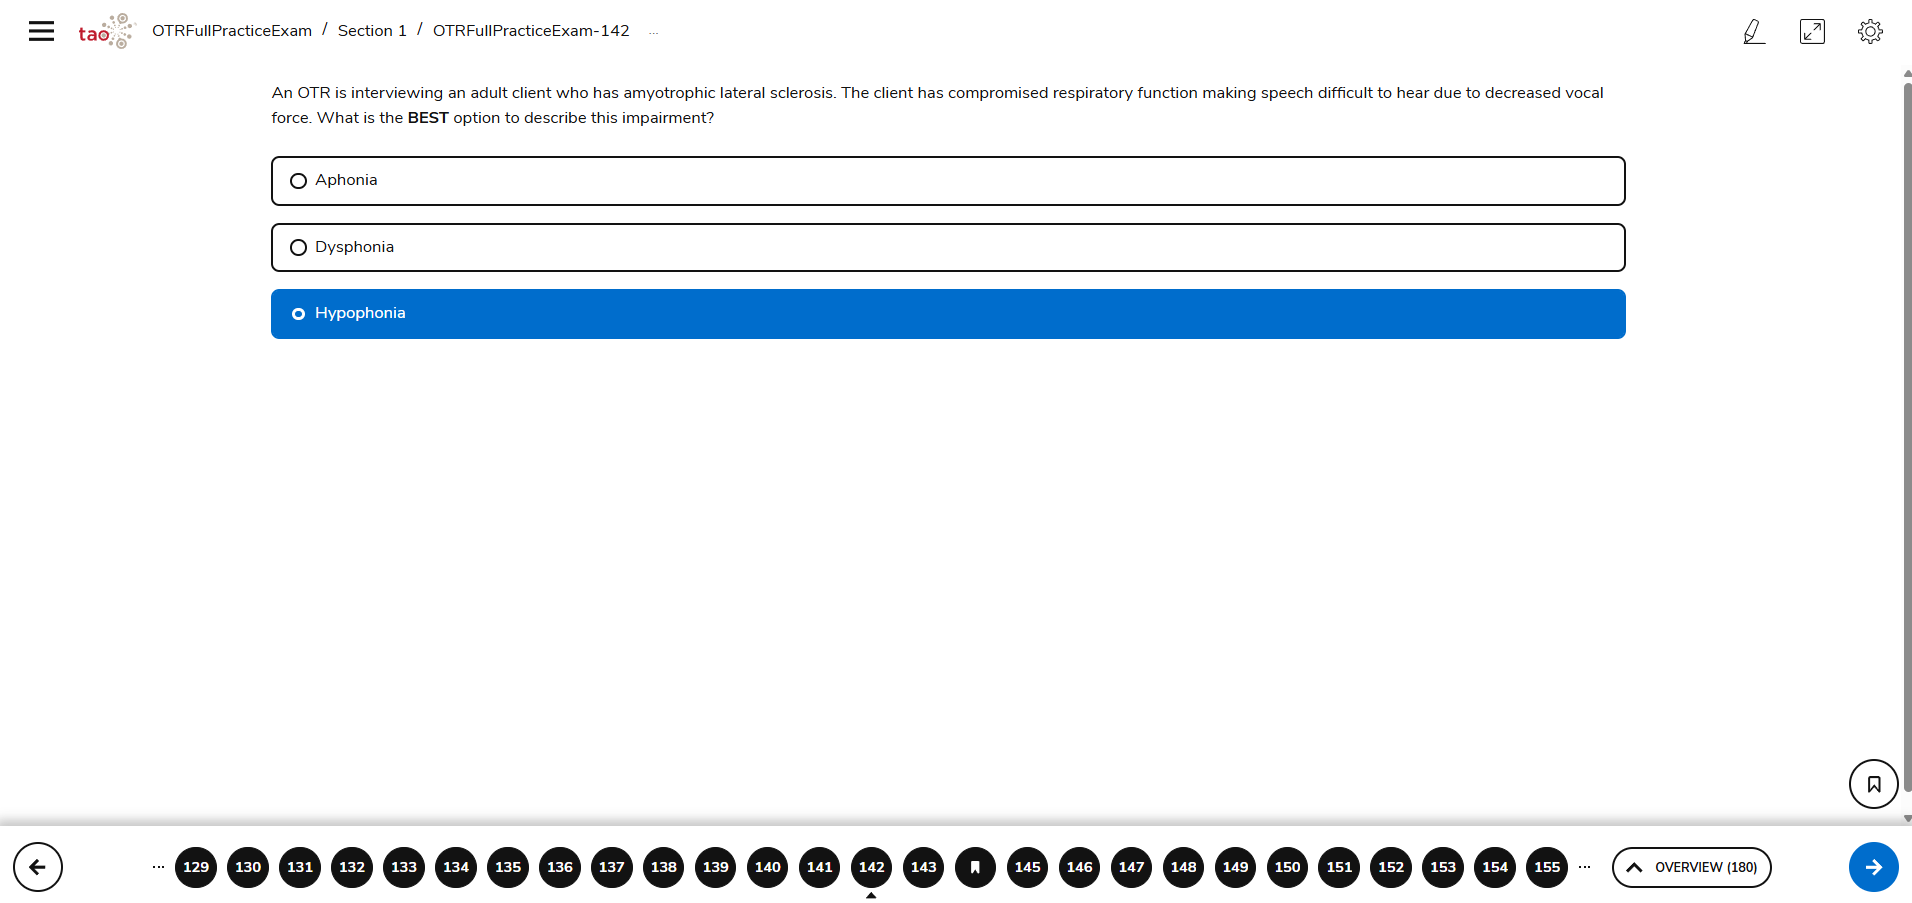 tao
OTRFullPracticeExam / Section 1 / OTRFullPracticeExam-142 ...
An OTR is interviewing an adult client who has amyotrophic lateral sclerosis. The client has compromised respiratory function making speech difficult to hear due to decreased vocal
force. What is the BEST option to describe this impairment?
Aphonia
Dysphonia
Hypophonia
... 129 130 131 132 133 134 135 136 137 138 139 140 141 142 143 145 146 147 148 149 150 151 152 153 154 155 ... OVERVIEW (180)